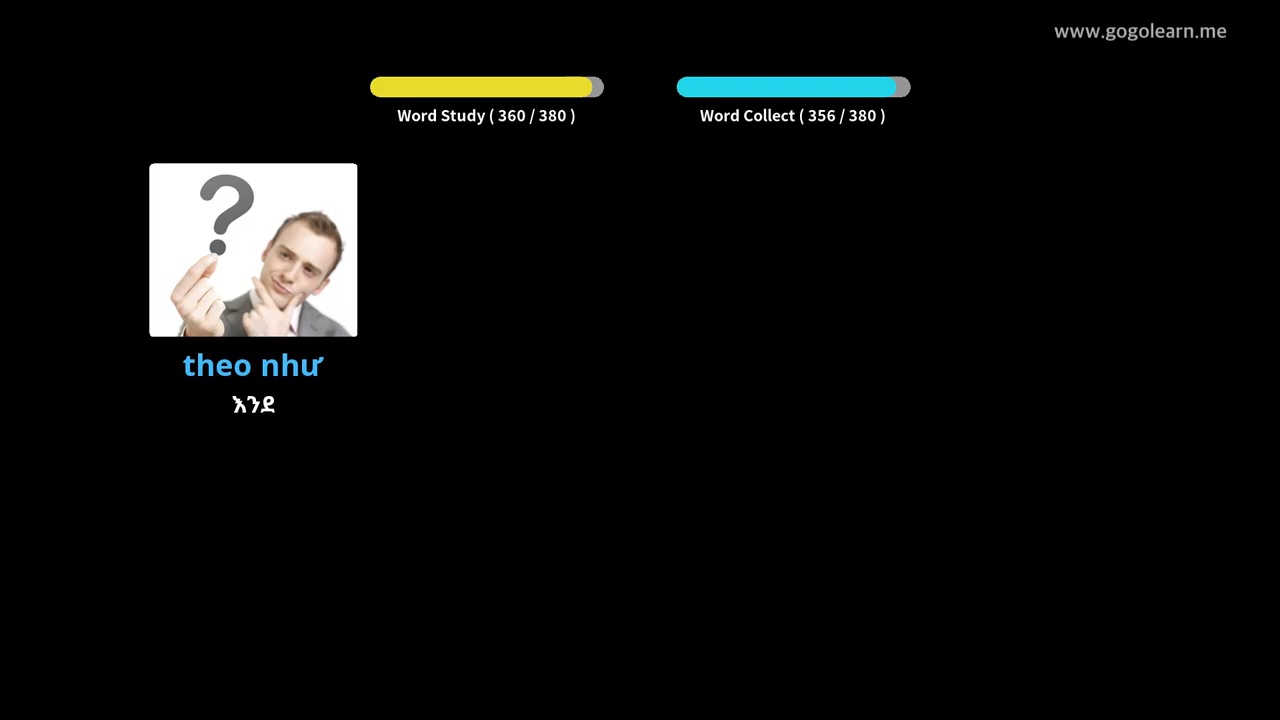 www.gogolearn.me
Word Study ( 360 / 380 )
Word Collect ( 356 / 380 )
?
theo như
እንደ